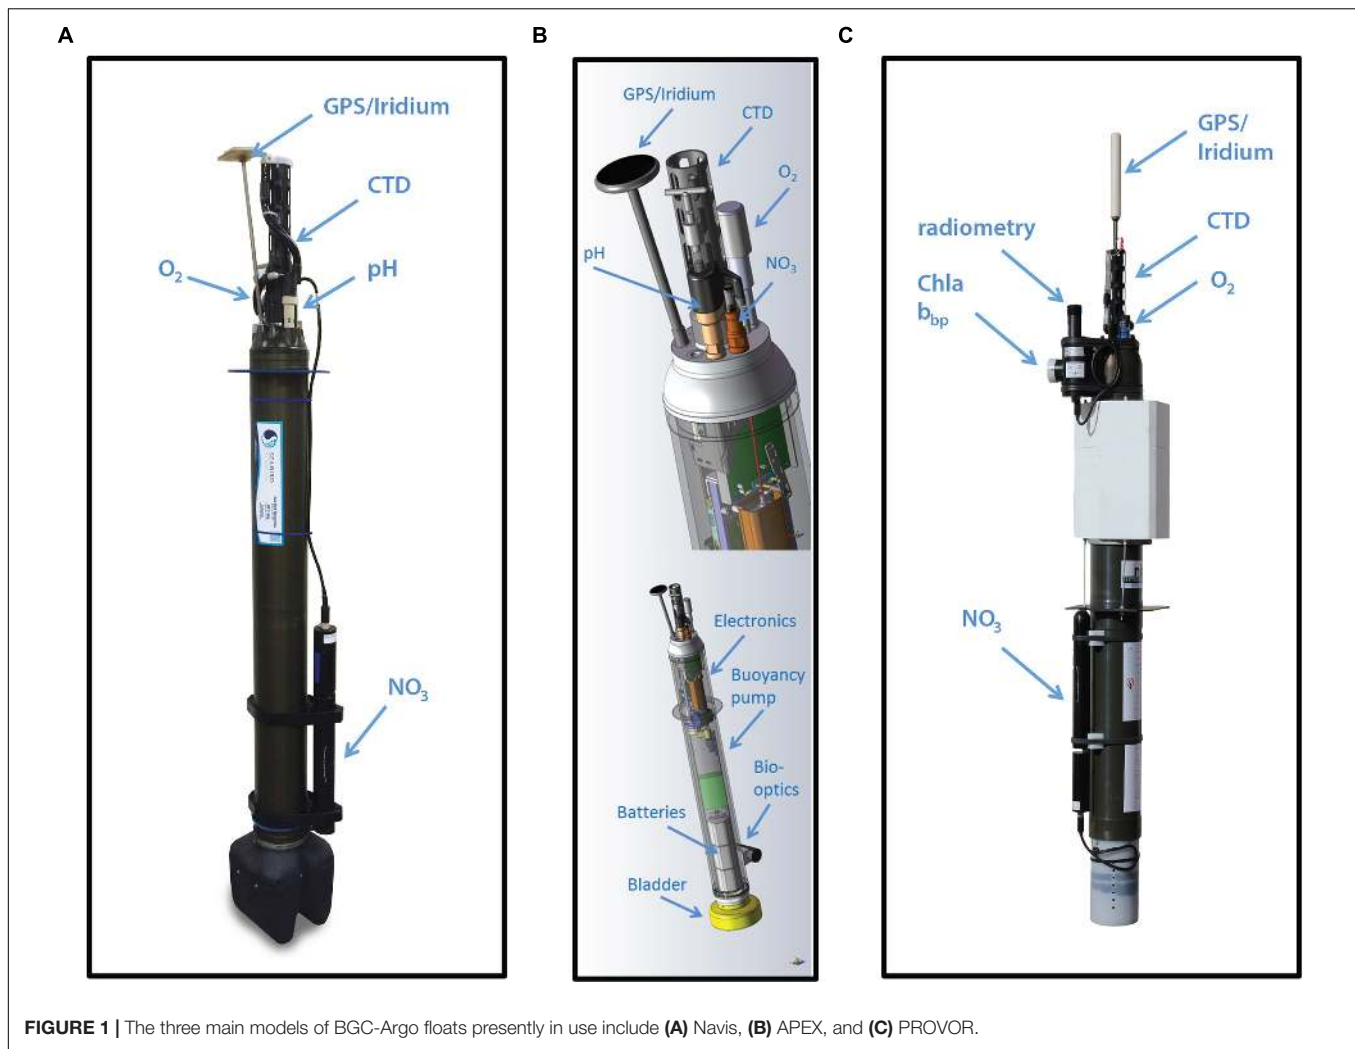 A
GPS/Iridium
CTD
O₂
pH
NO₃
B
GPS/Iridium
CTD
O₂
pH
NO₃
Electronics
Buoyancy
pump
Bio-
optics
Batteries
Bladder
C
GPS/
Iridium
radiometry
CTD
Chla
b_bp
O₂
NO₃
FIGURE 1 | The three main models of BGC-Argo floats presently in use include (A) Navis, (B) APEX, and (C) PROVOR.